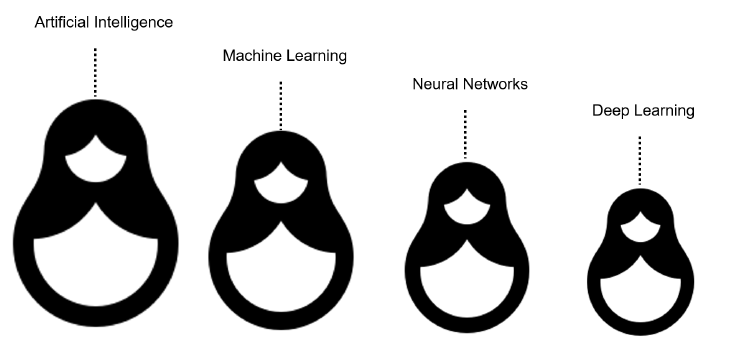 Artificial Intelligence
Machine Learning
Neural Networks
Deep Learning